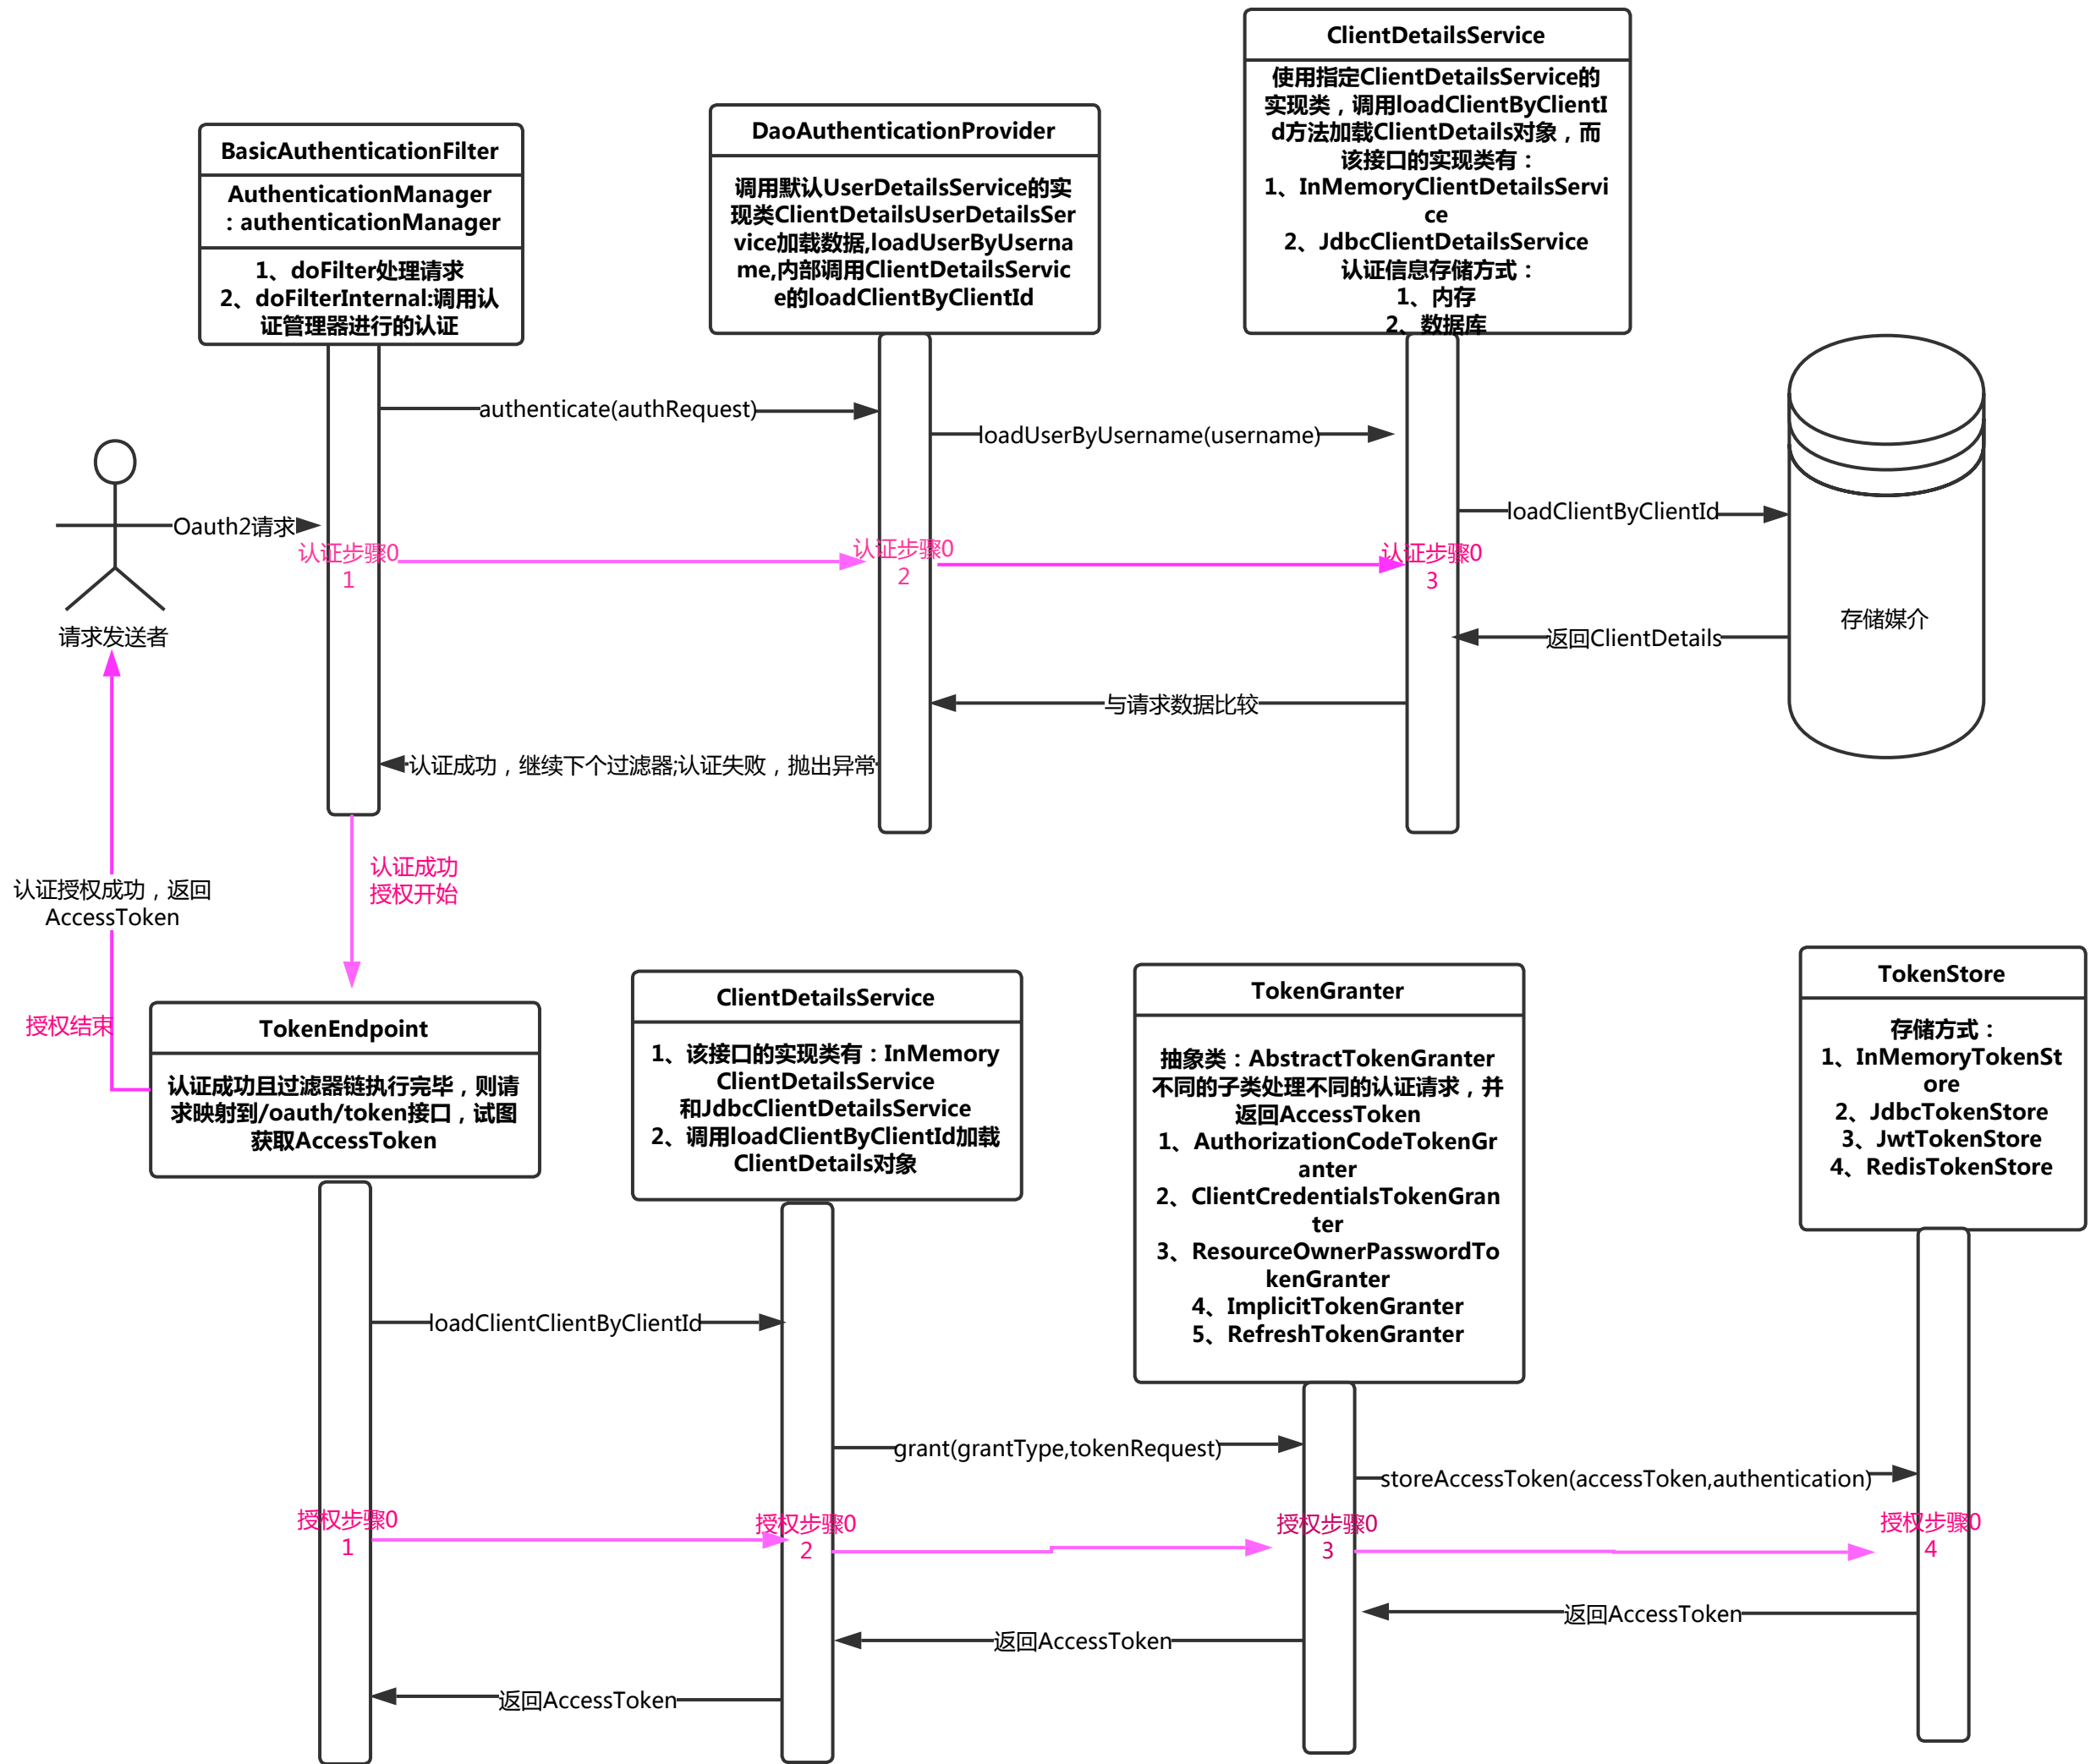 ClientDetailsService
使用指定ClientDetailsService的
实现类，调用loadClientByClientI
d方法加载ClientDetails对象，而
该接口的实现类有：
1、InMemoryClientDetailsServi
ce
2、JdbcClientDetailsService
认证信息存储方式：
1、内存
2、数据库
DaoAuthenticationProvider
调用默认UserDetailsService的实
现类ClientDetailsUserDetailsSer
vice加载数据,loadUserByUserna
me,内部调用ClientDetailsServic
e的loadClientByClientId
BasicAuthenticationFilter
AuthenticationManager
：authenticationManager
1、doFilter处理请求
2、doFilterInternal:调用认
证管理器进行的认证
authenticate(authRequest)
loadUserByUsername(username)
loadClientByClientId
Oauth2请求
认证步骤0
1
认证步骤0
2
认证步骤0
3
请求发送者
存储媒介
返回ClientDetails
与请求数据比较
认证成功，继续下个过滤器;认证失败，抛出异常
认证成功
授权开始
认证授权成功，返回
AccessToken
授权结束
TokenEndpoint
认证成功且过滤器链执行完毕，则请
求映射到/oauth/token接口，试图
获取AccessToken
ClientDetailsService
1、该接口的实现类有：InMemory
ClientDetailsService
和JdbcClientDetailsService
2、调用loadClientByClientId加载
ClientDetails对象
TokenGranter
抽象类：AbstractTokenGranter
不同的子类处理不同的认证请求，并
返回AccessToken
1、AuthorizationCodeTokenGr
anter
2、ClientCredentialsTokenGran
ter
3、ResourceOwnerPasswordTo
kenGranter
4、ImplicitTokenGranter
5、RefreshTokenGranter
TokenStore
存储方式：
1、InMemoryTokenSt
ore
2、JdbcTokenStore
3、JwtTokenStore
4、RedisTokenStore
loadClientClientByClientId
grant(grantType,tokenRequest)
storeAccessToken(accessToken,authentication)
授权步骤0
1
授权步骤0
2
授权步骤0
3
授权步骤0
4
返回AccessToken
返回AccessToken
返回AccessToken